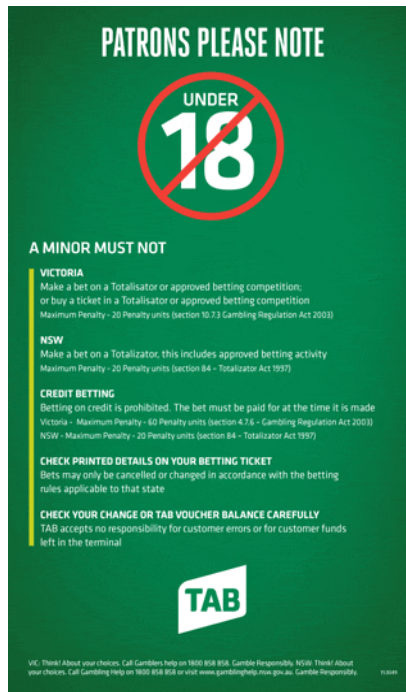 PATRONS PLEASE NOTE
UNDER
18
A MINOR MUST NOT
VICTORIA
Make a bet on a Totalisator or approved betting competition;
or buy a ticket in a Totalisator or approved betting competition
Maximum Penalty - 20 Penalty units (section 10.7.3 Gambling Regulation Act 2003)
NSW
Make a bet on a Totalizator, this includes approved betting activity
Maximum Penalty - 20 Penalty units (section 84 – Totalizator Act 1997)
CREDIT BETTING
Betting on credit is prohibited. The bet must be paid for at the time it is made
Victoria - Maximum Penalty - 60 Penalty units (section 4.7.6 – Gambling Regulation Act 2003)
NSW - Maximum Penalty - 20 Penalty units (section 84 – Totalizator Act 1997)
CHECK PRINTED DETAILS ON YOUR BETTING TICKET
Bets may only be cancelled or changed in accordance with the betting
rules applicable to that state
CHECK YOUR CHANGE OR TAB VOUCHER BALANCE CAREFULLY
TAB accepts no responsibility for customer errors or for customer funds
left in the terminal
TAB
VIC: Think! About your choices. Call Gamblers help on 1800 858 858. Gamble Responsibly. NSW: Think! About
your choices. Call Gambling Help on 1800 858 858 or visit www.gamblinghelp.nsw.gov.au. Gamble Responsibly.